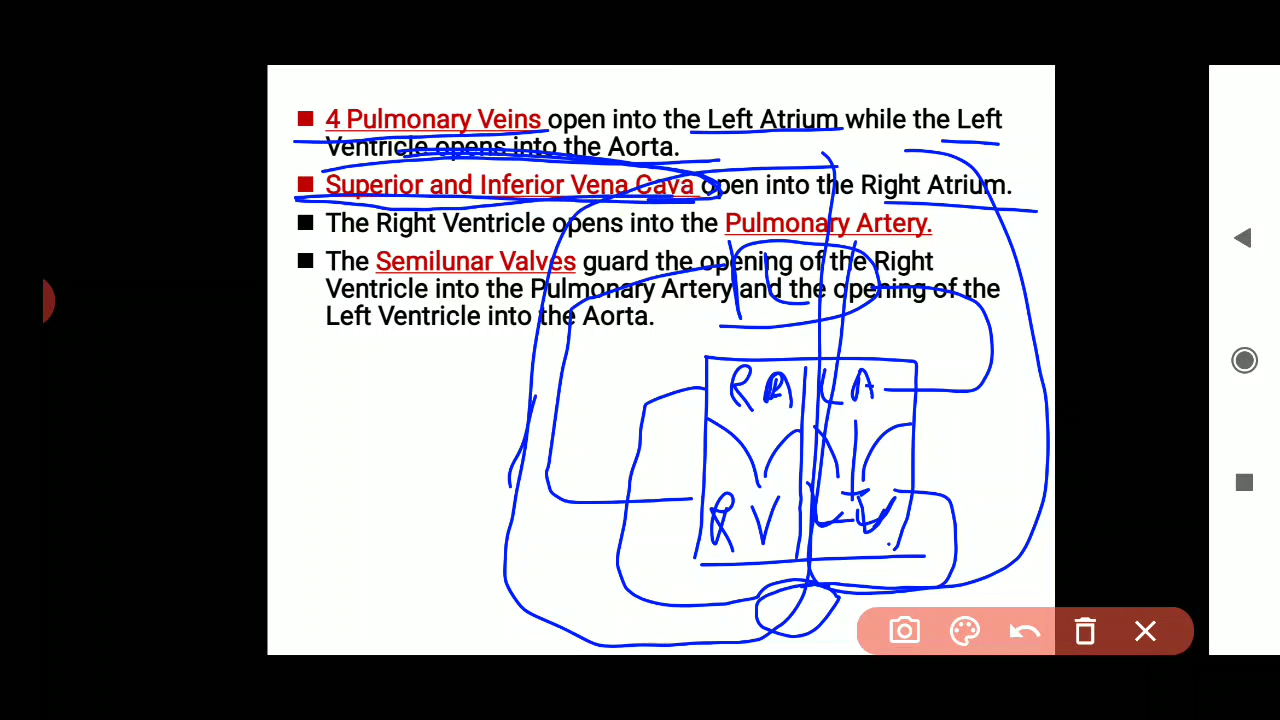 ■ 4 Pulmonary Veins open into the Left Atrium while the Left
Ventricle opens into the Aorta.
■ Superior and Inferior Vena Cava open into the Right Atrium.
■ The Right Ventricle opens into the Pulmonary Artery.
■ The Semilunar Valves guard the opening of the Right
Ventricle into the Pulmonary Artery and the opening of the
Left Ventricle into the Aorta.
L
RA LA
RV LV